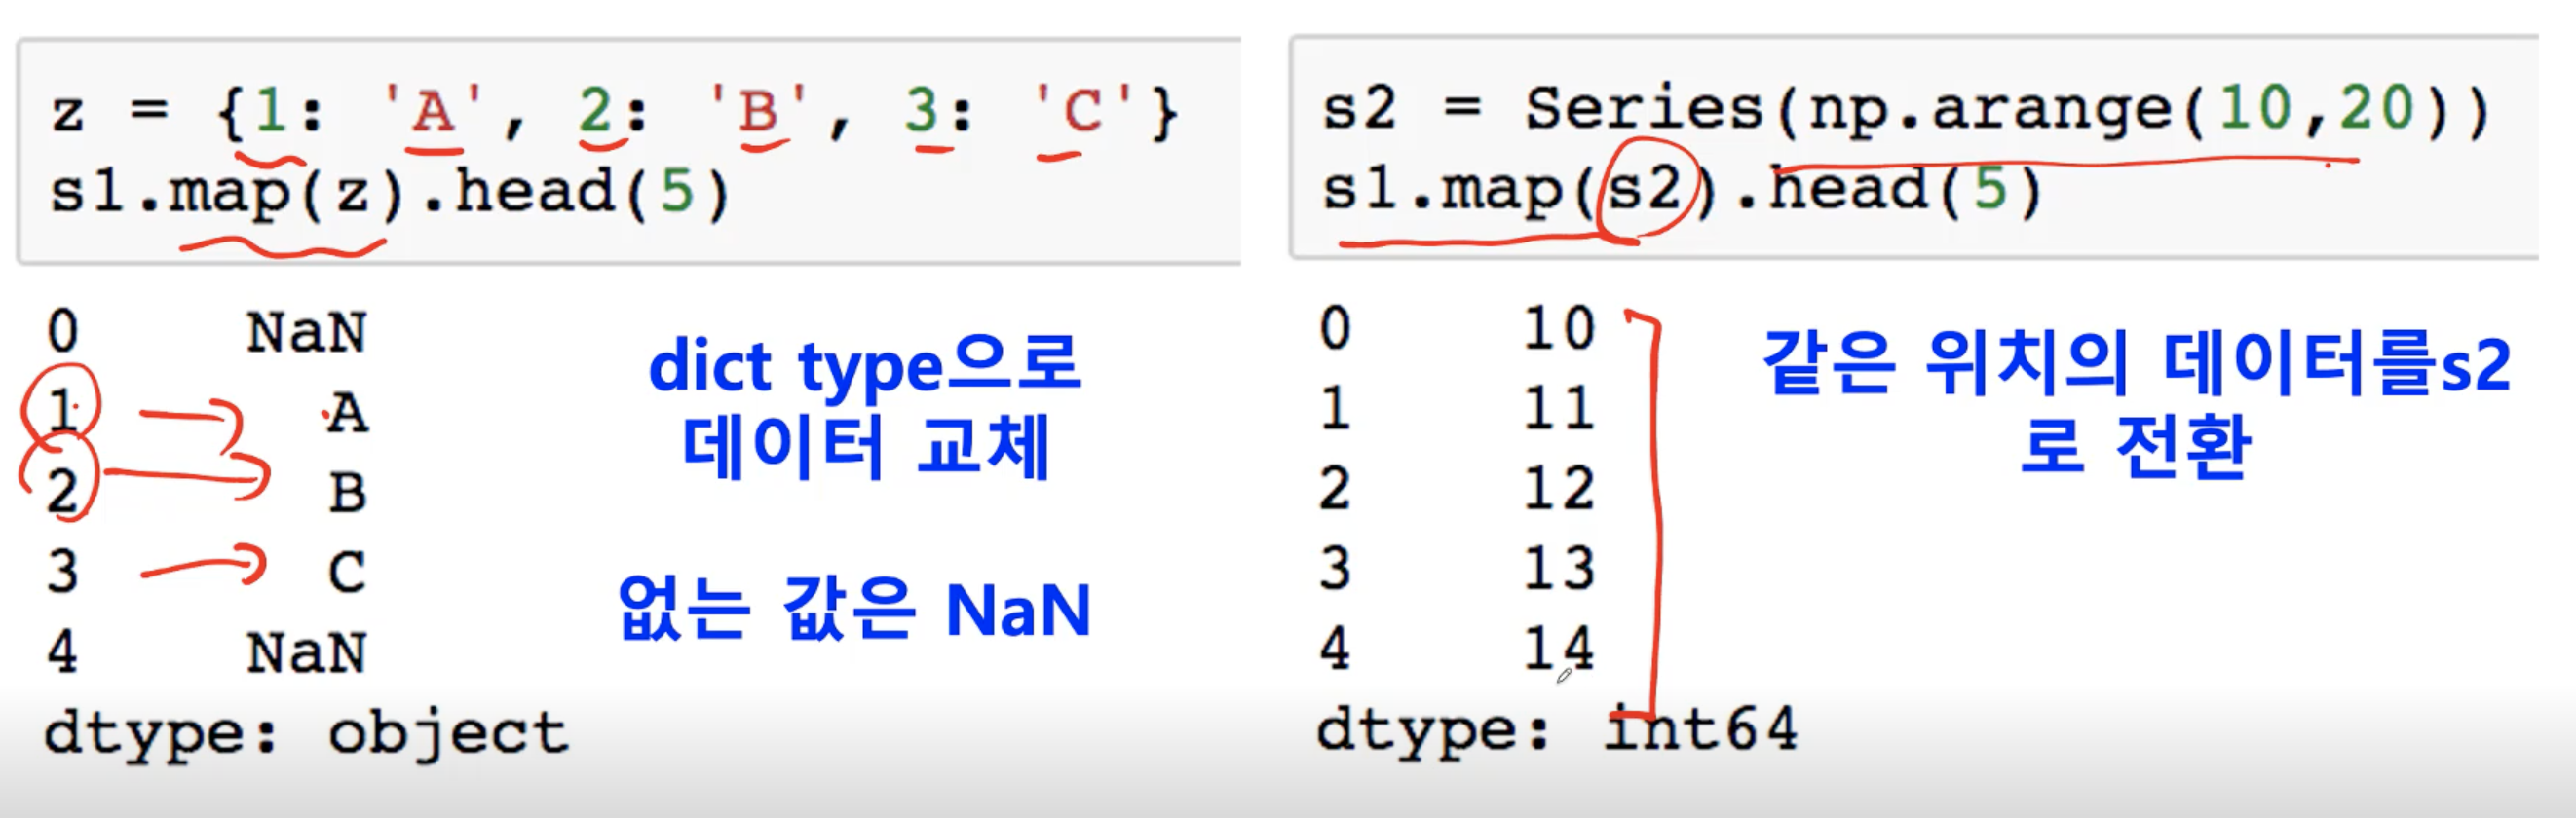 z = {1: 'A', 2: 'B', 3: 'C'}
s1.map(z).head(5)
0 NaN
1 A
2 B
3 C
4 NaN
dtype: object
dict type으로
데이터 교체
없는 값은 NaN
s2 = Series(np.arange(10,20))
s1.map(s2).head(5)
0 10
1 11
2 12
3 13
4 14
dtype: int64
같은 위치의 데이터를s2
로 전환